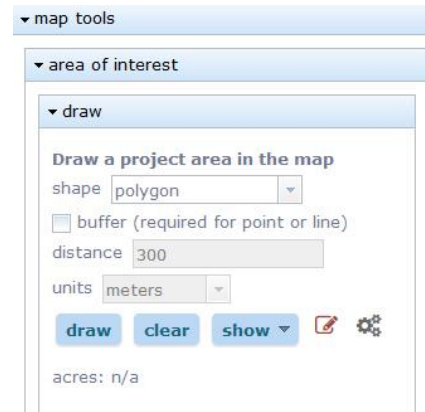 map tools
area of interest
draw
Draw a project area in the map
shape polygon
buffer (required for point or line)
distance 300
units meters
draw clear show
acres: n/a